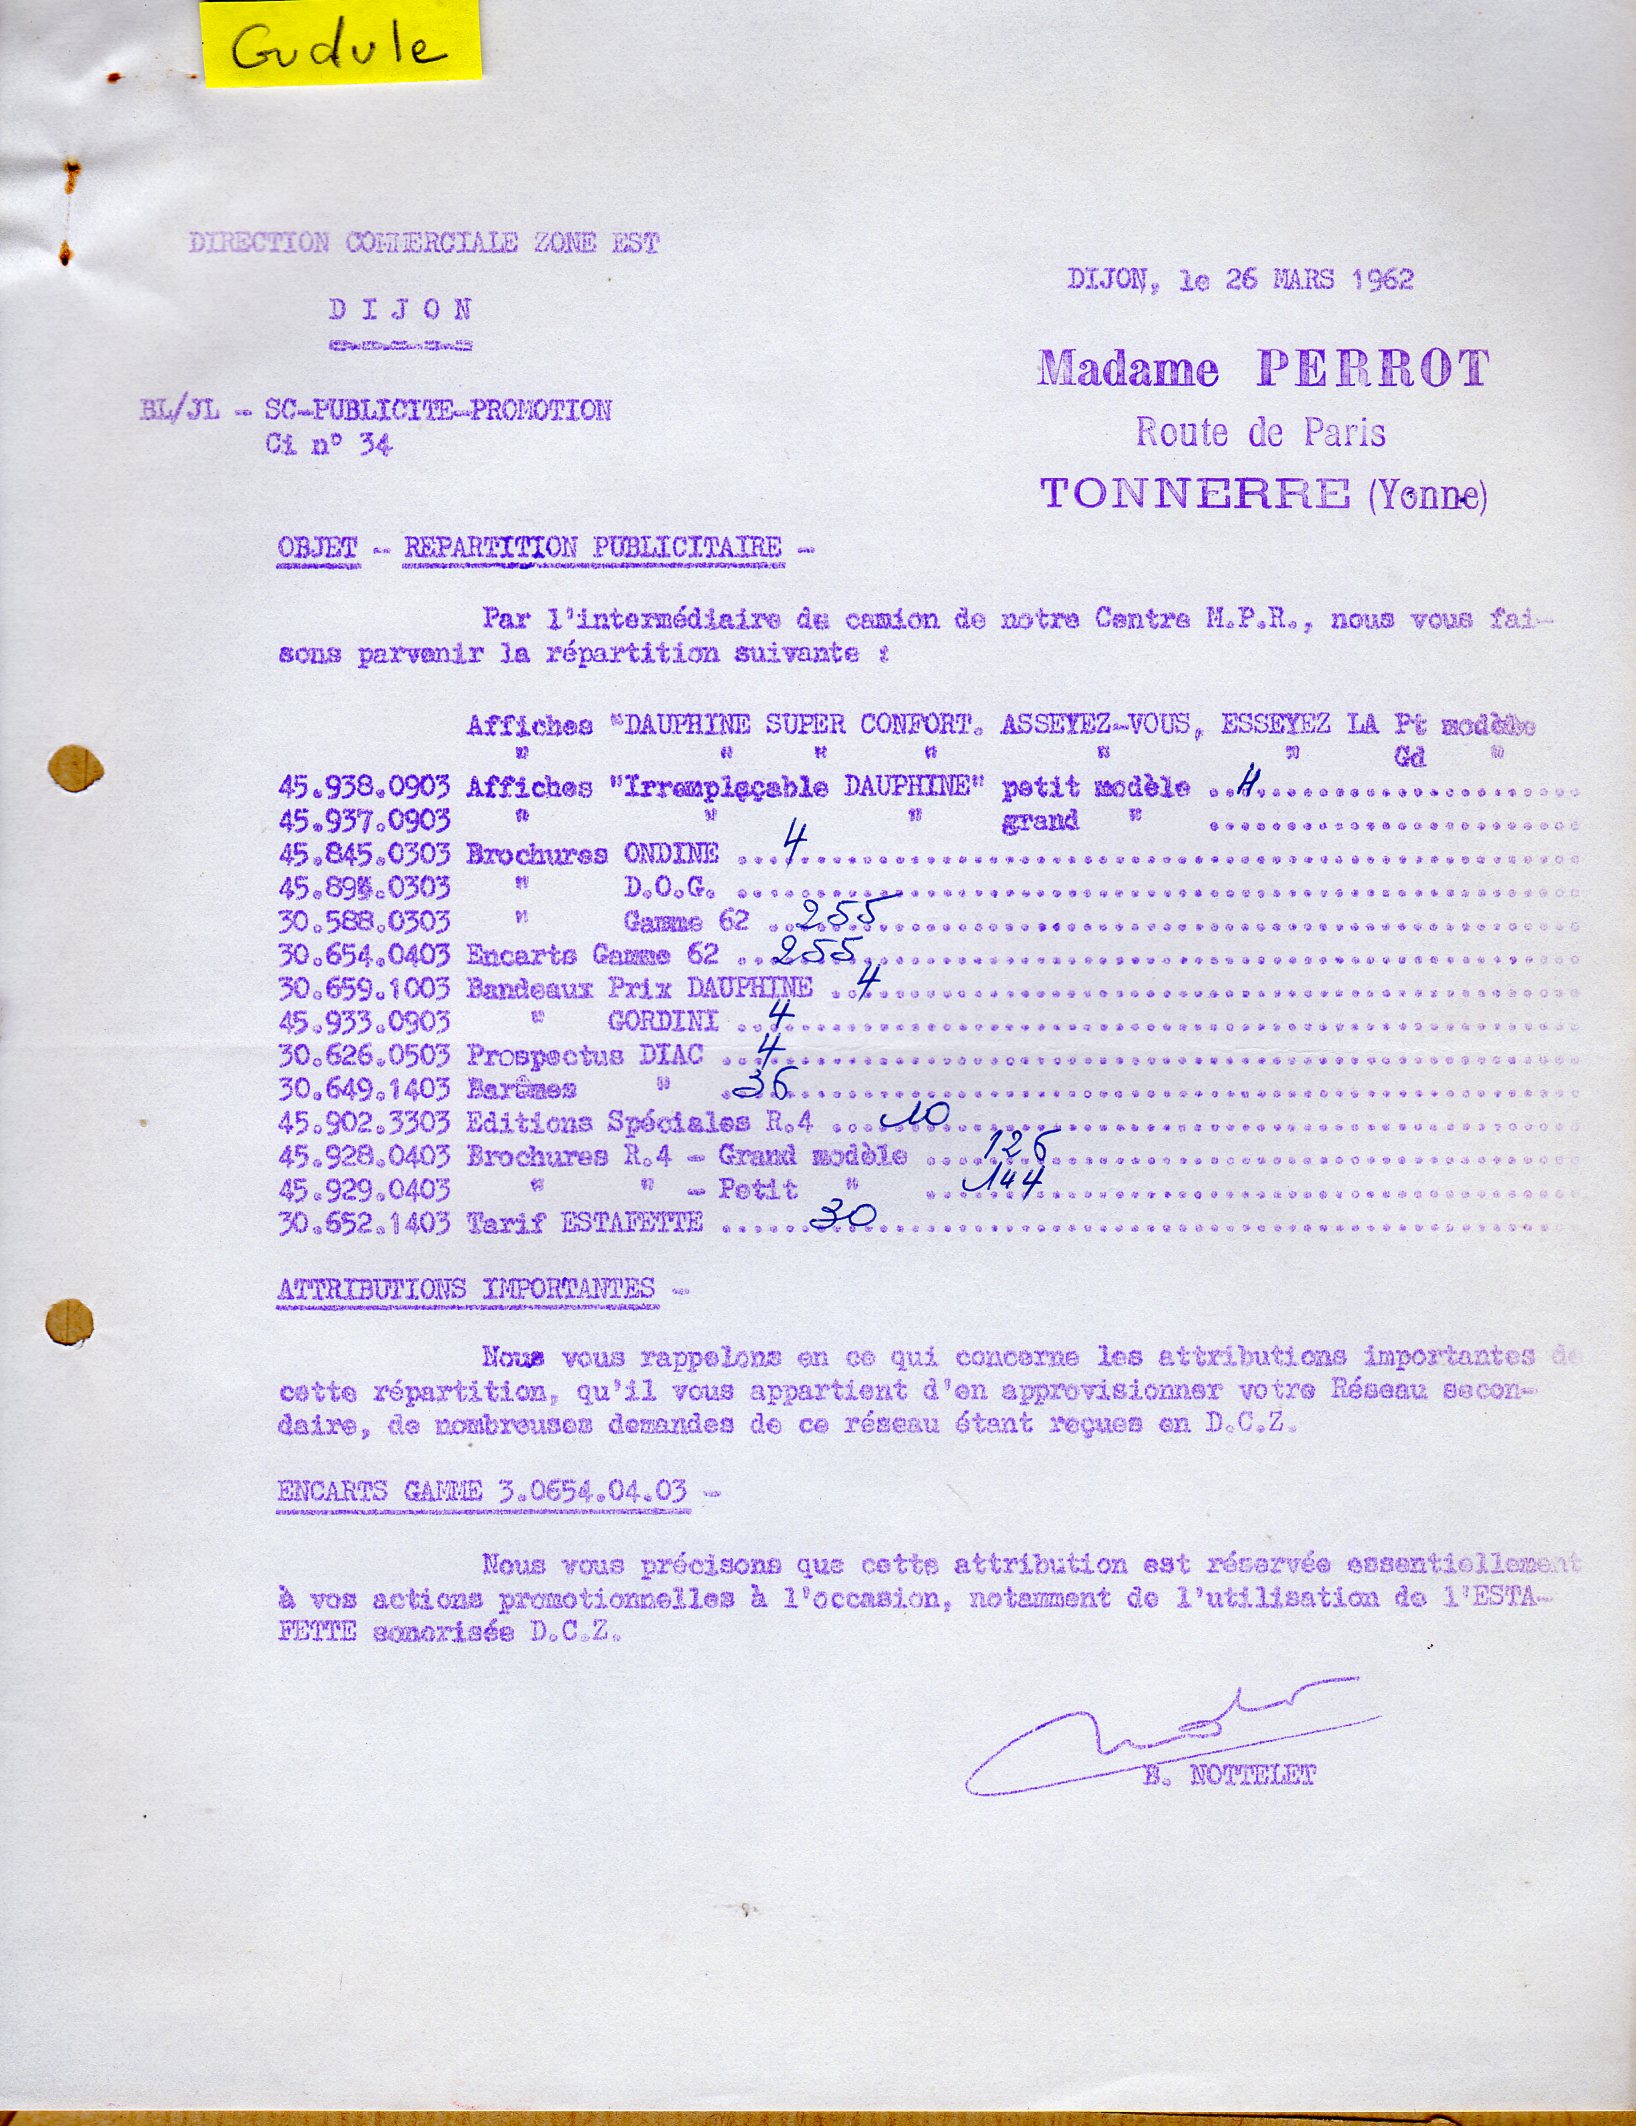 Gudule
DIRECTION COMMERCIALE ZONE EST
DIJON, le 26 MARS 1962
D I J O N
Madame PERROT
Route de Paris
TONNERRE (Yonne)
BL/JL - SC-PUBLICITE-PROMOTION
Ci n° 34
OBJET - REPARTITION PUBLICITAIRE -
Par l'intermédiaire du camion de notre Centre M.P.R., nous vous fai-
sons parvenir la répartition suivante :
Affiches "DAUPHINE SUPER CONFORT. ASSEYEZ-VOUS, ESSEYEZ LA Pt modèle
" " " " " " Gd "
45.938.0903 Affiches "Irremplaçable DAUPHINE" petit modèle .. 4 ..........
45.937.0903 " " " grand " ..........
45.845.0303 Brochures ONDINE ... 4 ..........
45.894.0303 " D.O.G. ..........
30.588.0303 " Gamme 62 .. 255 ..........
30.654.0403 Encarts Gamme 62 .. 255 ..........
30.659.1003 Bandeaux Prix DAUPHINE .. 4 ..........
45.933.0903 " GORDINI .. 4 ..........
30.626.0503 Prospectus DIAC ... 4 ..........
30.649.1403 Barêmes " . 36 ..........
45.902.3303 Editions Spéciales R.4 ... 10 ..........
45.928.0403 Brochures R.4 - Grand modèle .... 126 ..........
45.929.0403 " " - Petit " ... 144 ..........
30.652.1403 Tarif ESTAFETTE ...... 30 ..........
ATTRIBUTIONS IMPORTANTES -
Nous vous rappelons en ce qui concerne les attributions importantes de
cette répartition, qu'il vous appartient d'en approvisionner votre Réseau secon-
daire, de nombreuses demandes de ce réseau étant reçues en D.C.Z.
ENCARTS GAMME 3.0654.04.03 -
Nous vous précisons que cette attribution est réservée essentiellement
à vos actions promotionnelles à l'occasion, notamment de l'utilisation de l'ESTA-
FETTE sonorisée D.C.Z.
B. NOTTELET